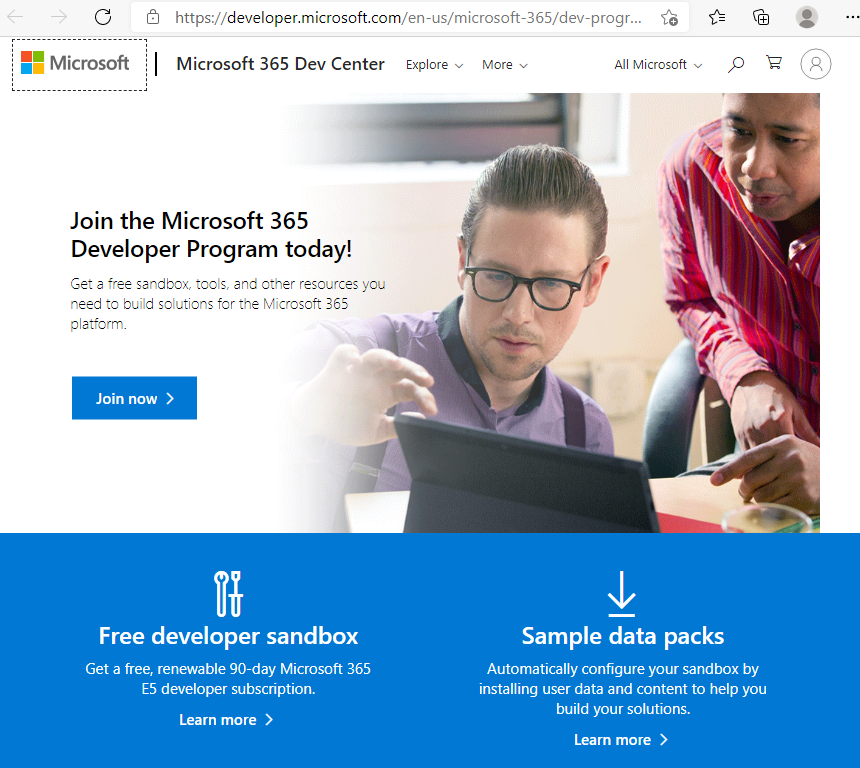 https://developer.microsoft.com/en-us/microsoft-365/dev-progr...
Microsoft
Microsoft 365 Dev Center
Explore
More
All Microsoft
Join the Microsoft 365
Developer Program today!
Get a free sandbox, tools, and other resources you
need to build solutions for the Microsoft 365
platform.
Join now
Free developer sandbox
Get a free, renewable 90-day Microsoft 365
E5 developer subscription.
Learn more
Sample data packs
Automatically configure your sandbox by
installing user data and content to help you
build your solutions.
Learn more